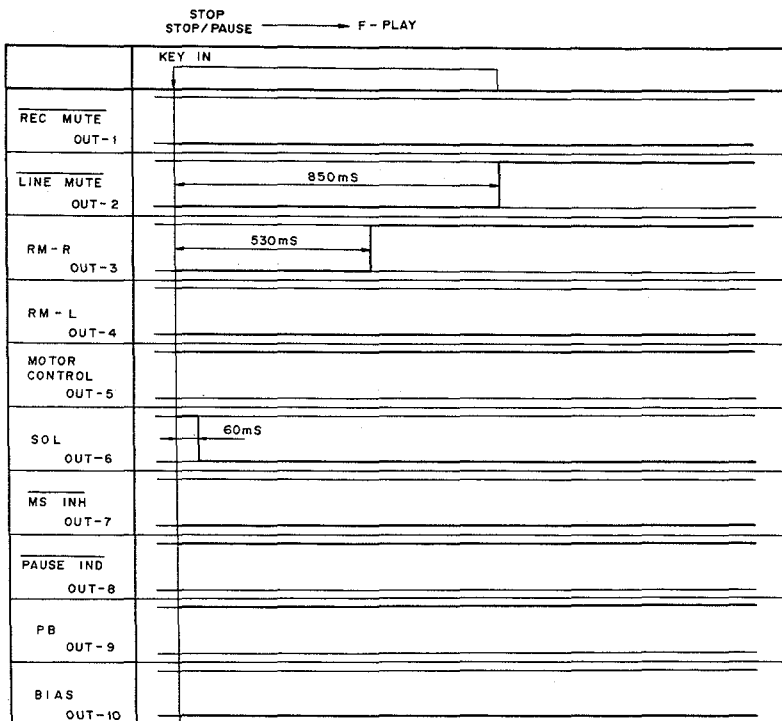 STOP
STOP/PAUSE F-PLAY
KEY IN
REC MUTE
OUT-1
LINE MUTE
OUT-2
850mS
RM-R
OUT-3
530mS
RM-L
OUT-4
MOTOR
CONTROL
OUT-5
SOL
OUT-6
60mS
MS INH
OUT-7
PAUSE IND
OUT-8
PB
OUT-9
BIAS
OUT-10